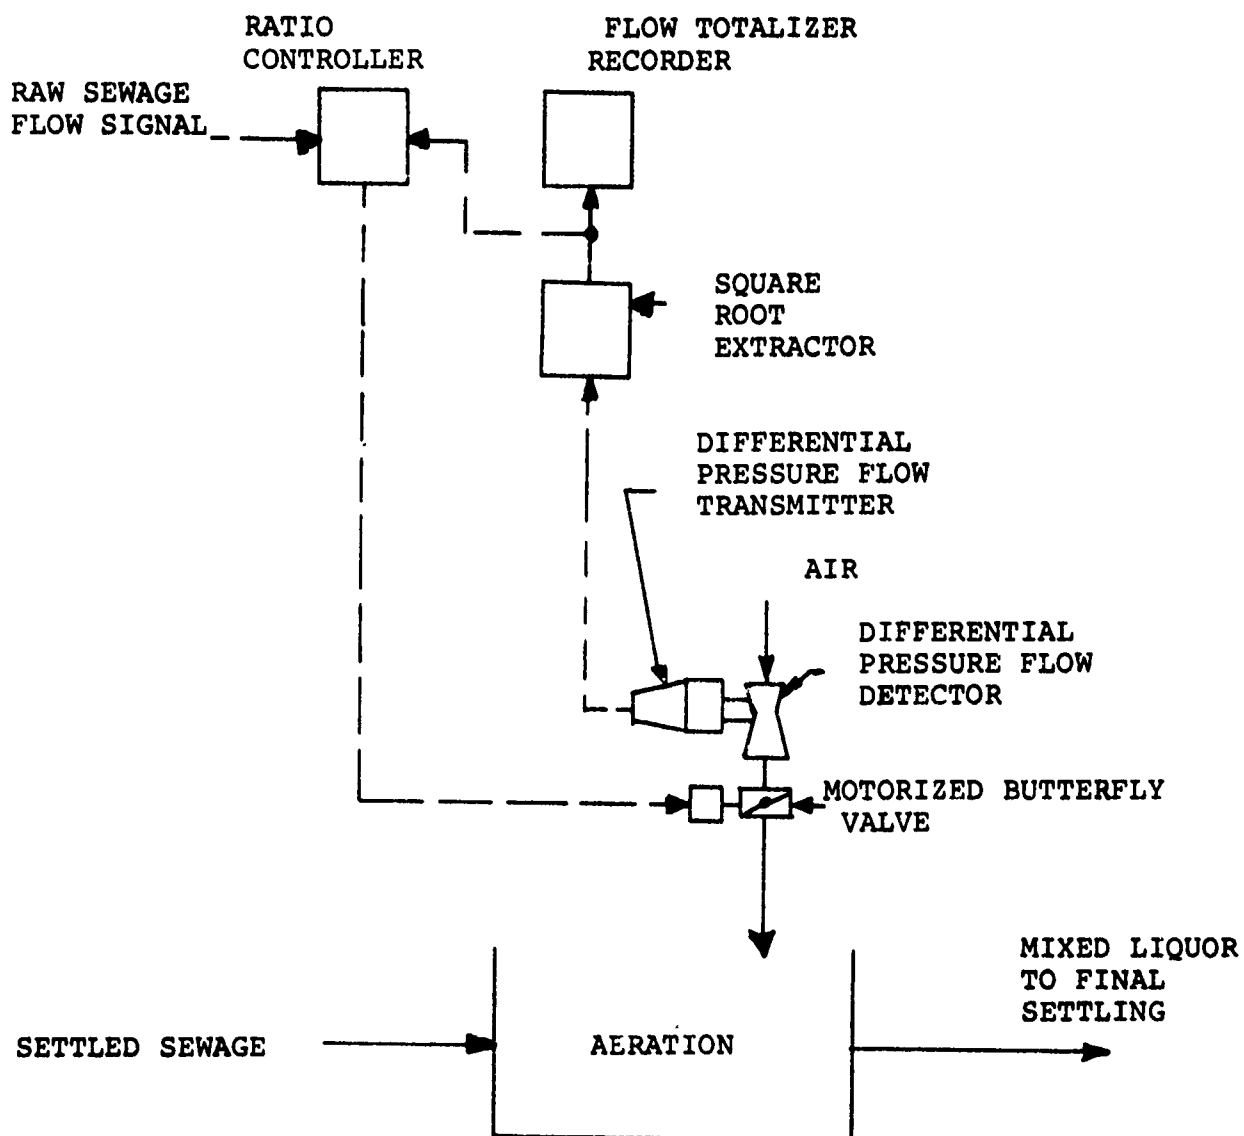 RATIO
CONTROLLER
FLOW TOTALIZER
RECORDER
RAW SEWAGE
FLOW SIGNAL
SQUARE
ROOT
EXTRACTOR
DIFFERENTIAL
PRESSURE FLOW
TRANSMITTER
AIR
DIFFERENTIAL
PRESSURE FLOW
DETECTOR
MOTORIZED BUTTERFLY
VALVE
MIXED LIQUOR
TO FINAL
SETTLING
SETTLED SEWAGE
AERATION